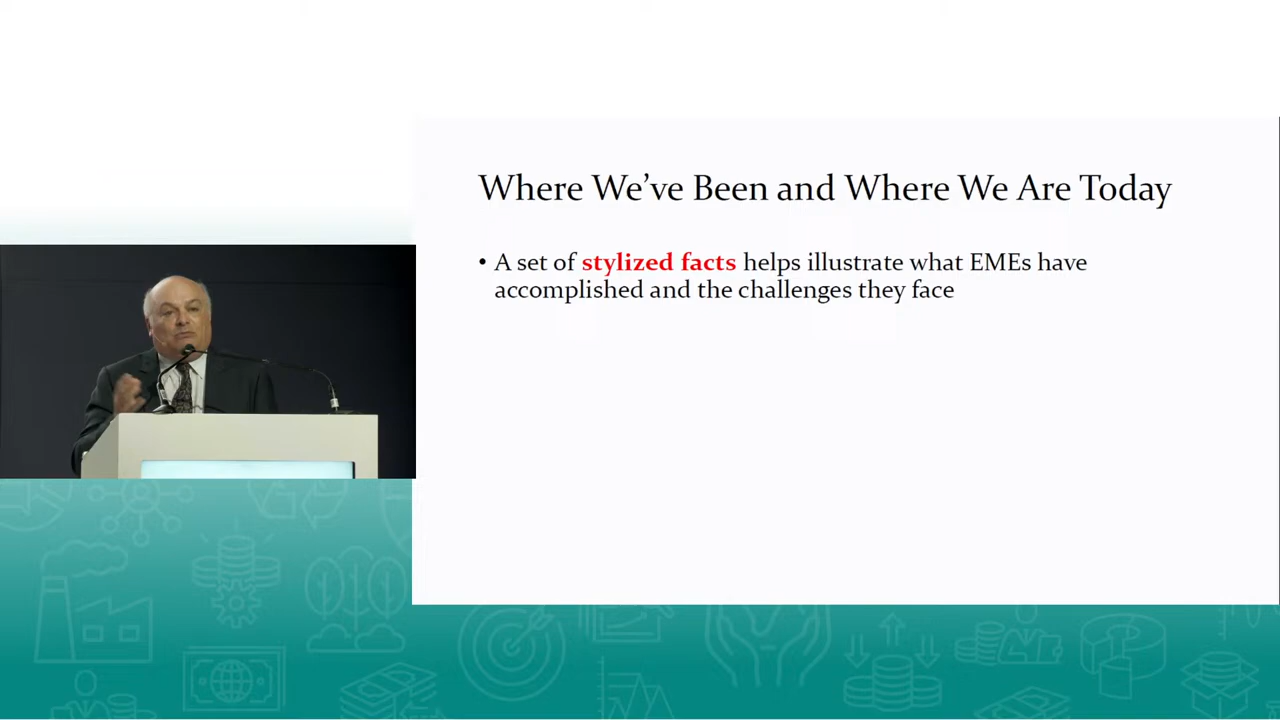 Where We've Been and Where We Are Today
• A set of stylized facts helps illustrate what EMEs have
accomplished and the challenges they face